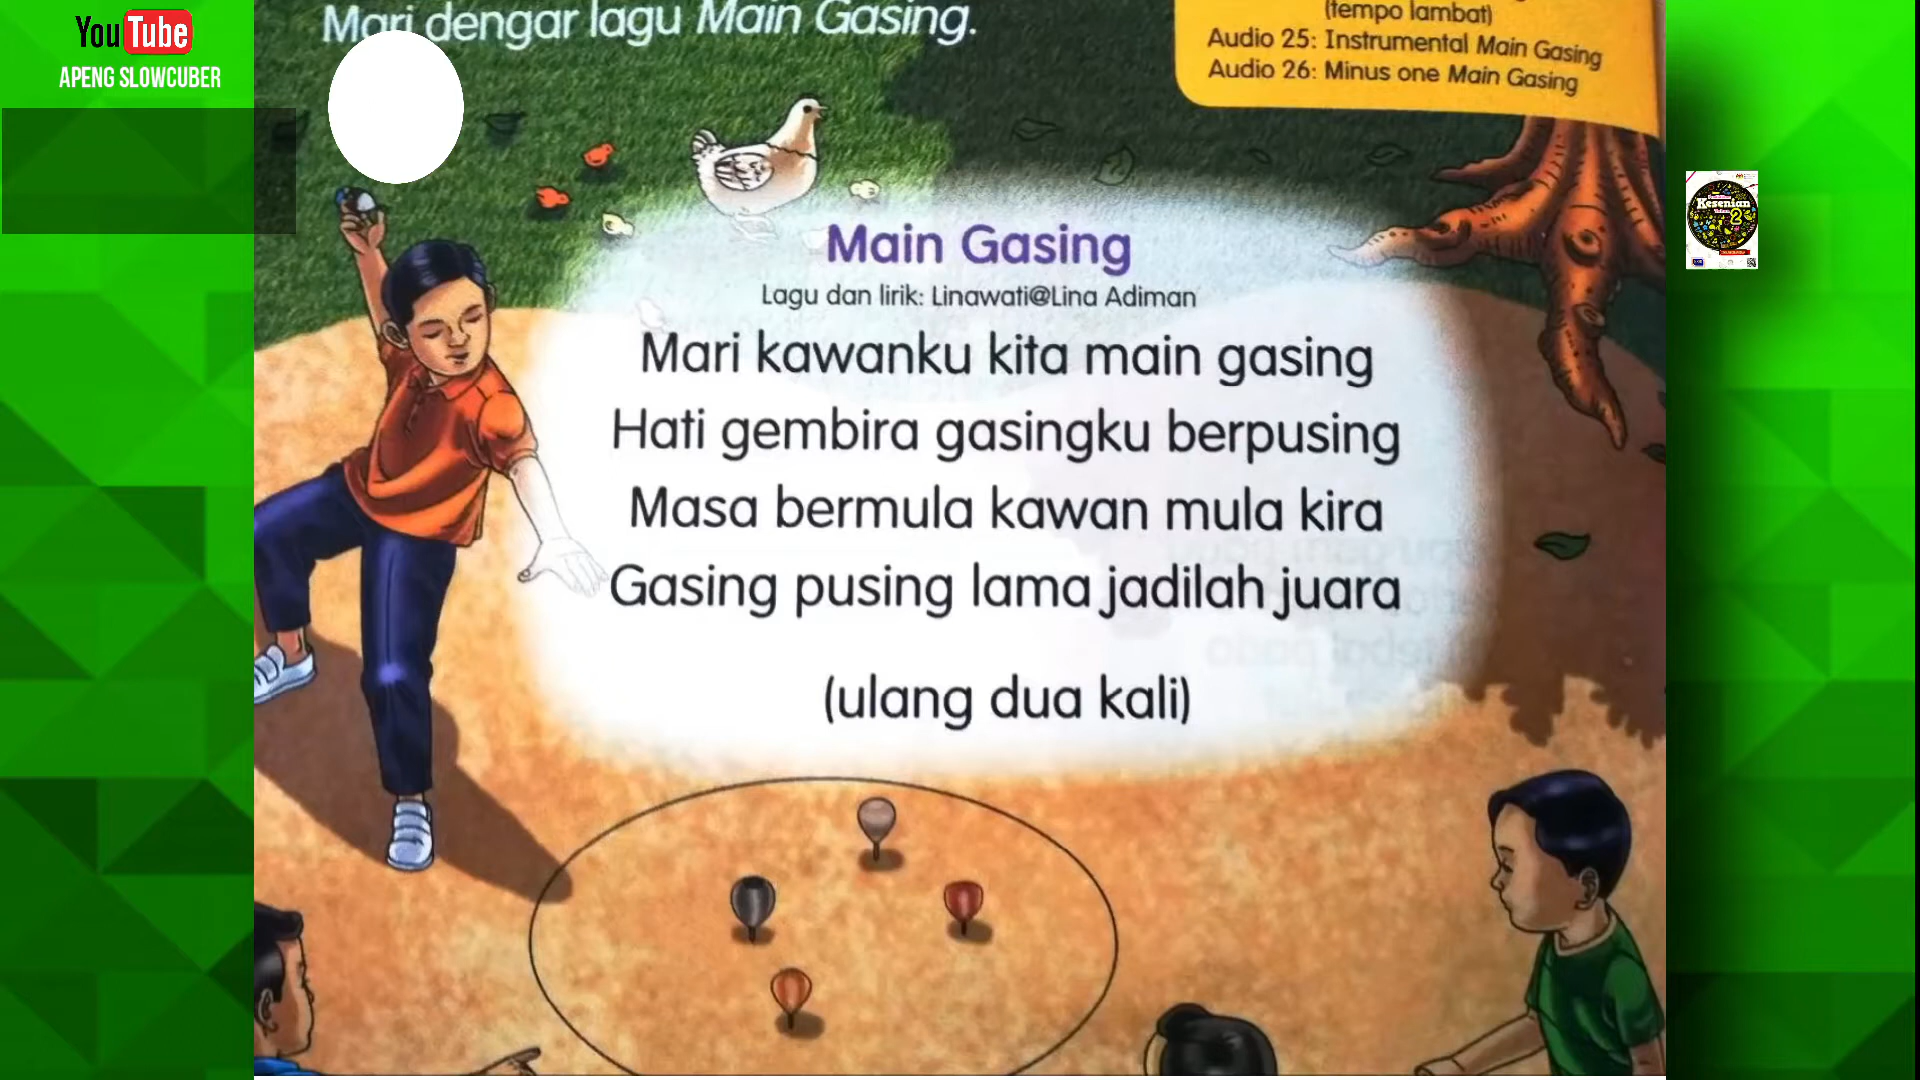 YouTube
APENG SLOWCUBER
Mari dengar lagu Main Gasing.
(tempo lambat)
Audio 25: Instrumental Main Gasing
Audio 26: Minus one Main Gasing
Kesenian
2
Main Gasing
Lagu dan lirik: Linawati@Lina Adiman
Mari kawanku kita main gasing
Hati gembira gasingku berpusing
Masa bermula kawan mula kira
Gasing pusing lama jadilah juara
(ulang dua kali)